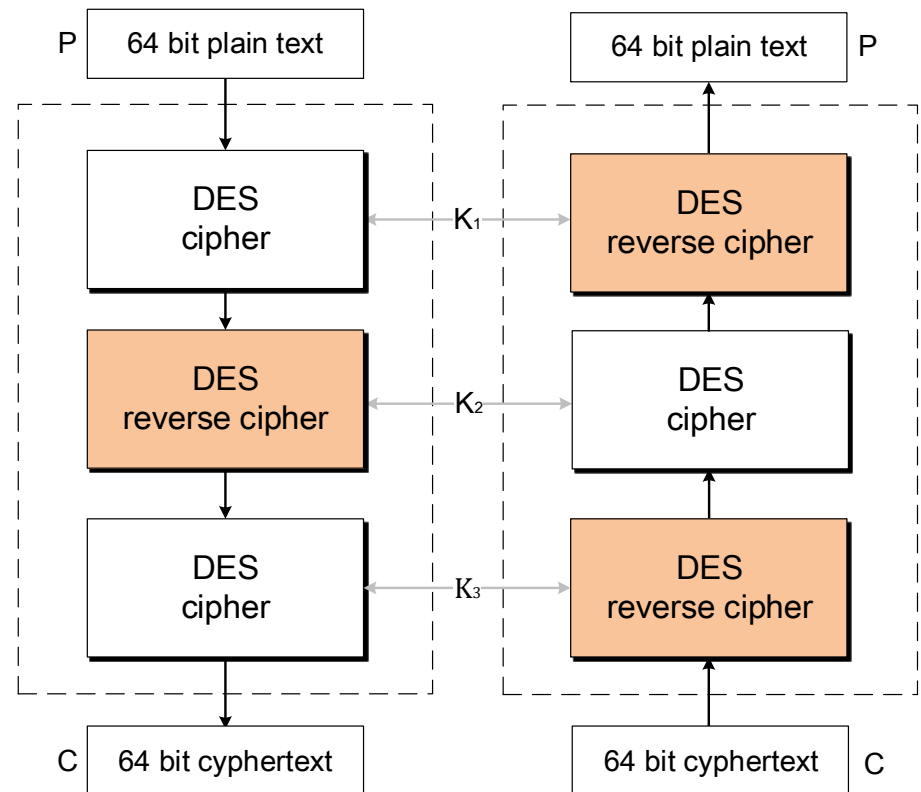 P
64 bit plain text
64 bit plain text
P
DES
cipher
K₁
DES
reverse cipher
DES
reverse cipher
K₂
DES
cipher
DES
cipher
K₃
DES
reverse cipher
C
64 bit cyphertext
64 bit cyphertext
C